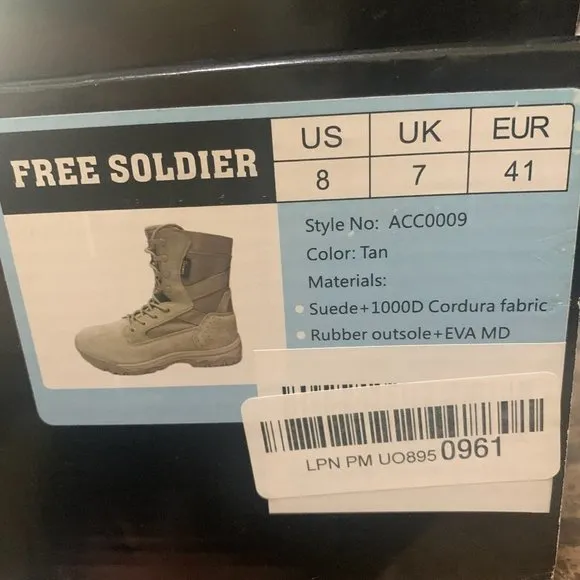 FREE SOLDIER
US UK EUR
8 7 41
Style No: ACC0009
Color: Tan
Materials:
Suede+1000D Cordura fabric
Rubber outsole+EVA MD
LPN PM UO895 0961